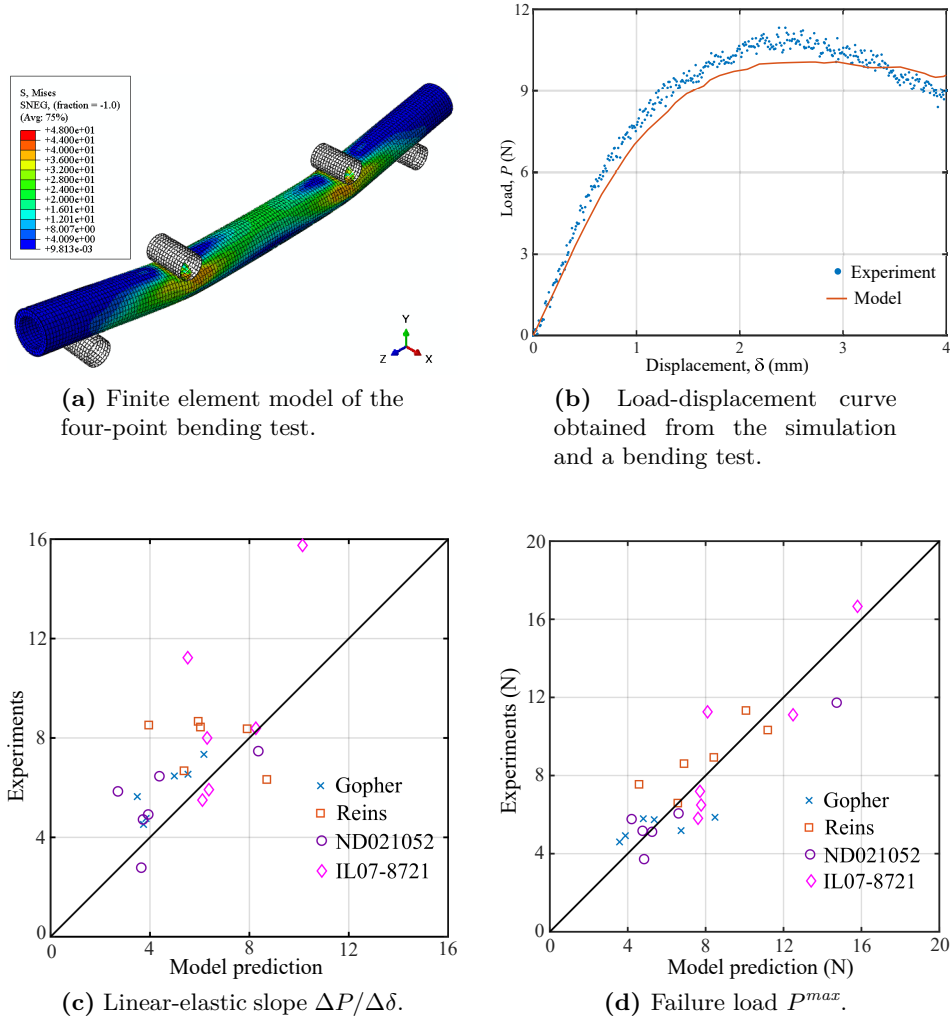 S, Mises
SNEG, (fraction = -1.0)
(Avg: 75%)
+4.800e+01
+4.400e+01
+4.000e+01
+3.600e+01
+3.200e+01
+2.800e+01
+2.400e+01
+2.000e+01
+1.601e+01
+1.201e+01
+8.007e+00
+4.009e+00
+9.813e-03
Y
Z
X
(a) Finite element model of the
four-point bending test.
12
9
6
3
0
Load, P (N)
Experiment
Model
0
1
2
3
4
Displacement, δ (mm)
(b) Load-displacement curve
obtained from the simulation
and a bending test.
16
12
8
4
0
Experiments
Gopher
Reins
ND021052
IL07-8721
0
4
8
12
16
Model prediction
(c) Linear-elastic slope ΔP/Δδ.
20
16
12
8
4
0
Experiments (N)
Gopher
Reins
ND021052
IL07-8721
0
4
8
12
16
20
Model prediction (N)
(d) Failure load P^max.